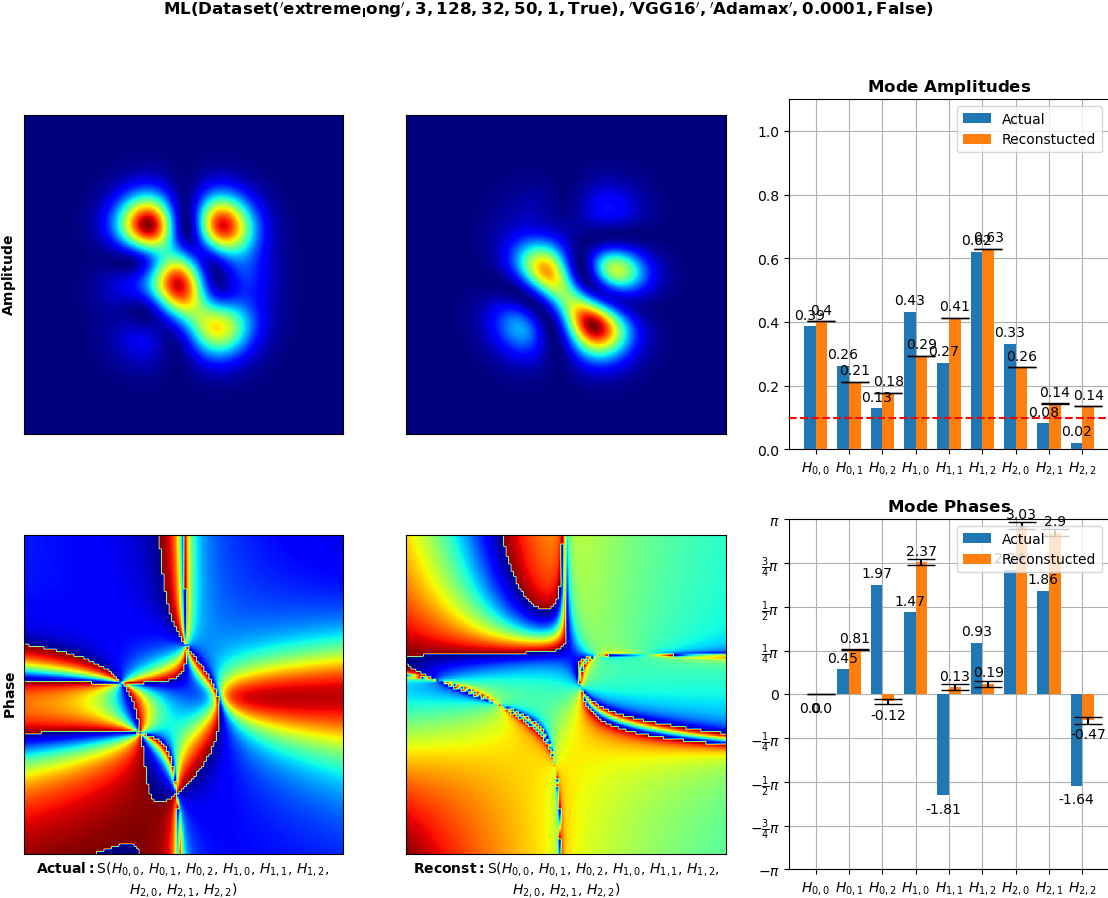 ML(Dataset('extreme_long', 3, 128, 32, 50, 1, True), 'VGG16', 'Adamax', 0.0001, False)
Mode Amplitudes
Amplitude
Actual
Reconstucted
1.0
0.8
0.6
0.4
0.2
0.0
0.39
0.4
0.26
0.21
0.13
0.18
0.43
0.29
0.27
0.41
0.62
0.63
0.33
0.26
0.08
0.14
0.02
0.14
H0,0 H0,1 H0,2 H1,0 H1,1 H1,2 H2,0 H2,1 H2,2
Mode Phases
Phase
Actual
Reconstucted
π
3/4π
1/2π
1/4π
0
−1/4π
−1/2π
−3/4π
−π
0.0
0.0
0.45
0.81
1.97
-0.12
1.47
2.37
-1.81
0.13
0.93
0.19
3.03
1.86
2.9
-1.64
-0.47
H0,0 H0,1 H0,2 H1,0 H1,1 H1,2 H2,0 H2,1 H2,2
Actual: S(H0,0, H0,1, H0,2, H1,0, H1,1, H1,2,
H2,0, H2,1, H2,2)
Reconst: S(H0,0, H0,1, H0,2, H1,0, H1,1, H1,2,
H2,0, H2,1, H2,2)